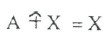 A ⨣ X = X